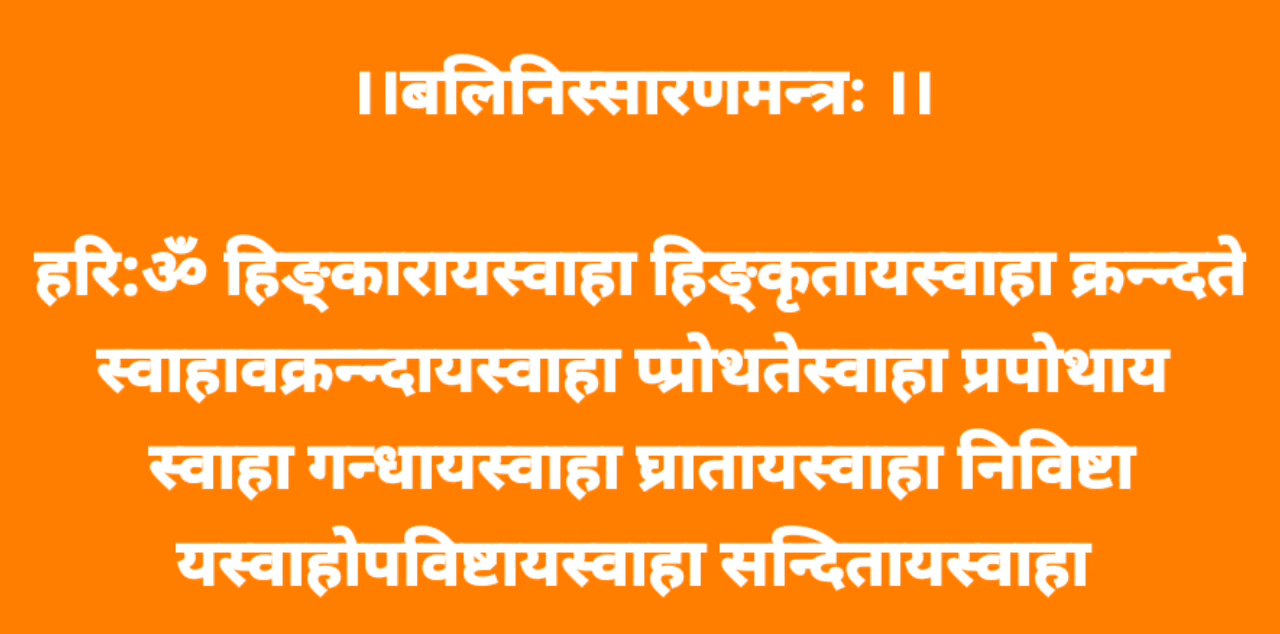 ।।बलिनिस्सारणमन्त्रः ।।
हरि:ॐ हिङ्कारायस्वाहा हिङ्कृतायस्वाहा क्रन्न्दते
स्वाहावक्रन्न्दायस्वाहा प्प्रोथतेस्वाहा प्रपोथाय
स्वाहा गन्धायस्वाहा घ्रातायस्वाहा निविष्टा
यस्वाहोपविष्टायस्वाहा सन्दितायस्वाहा